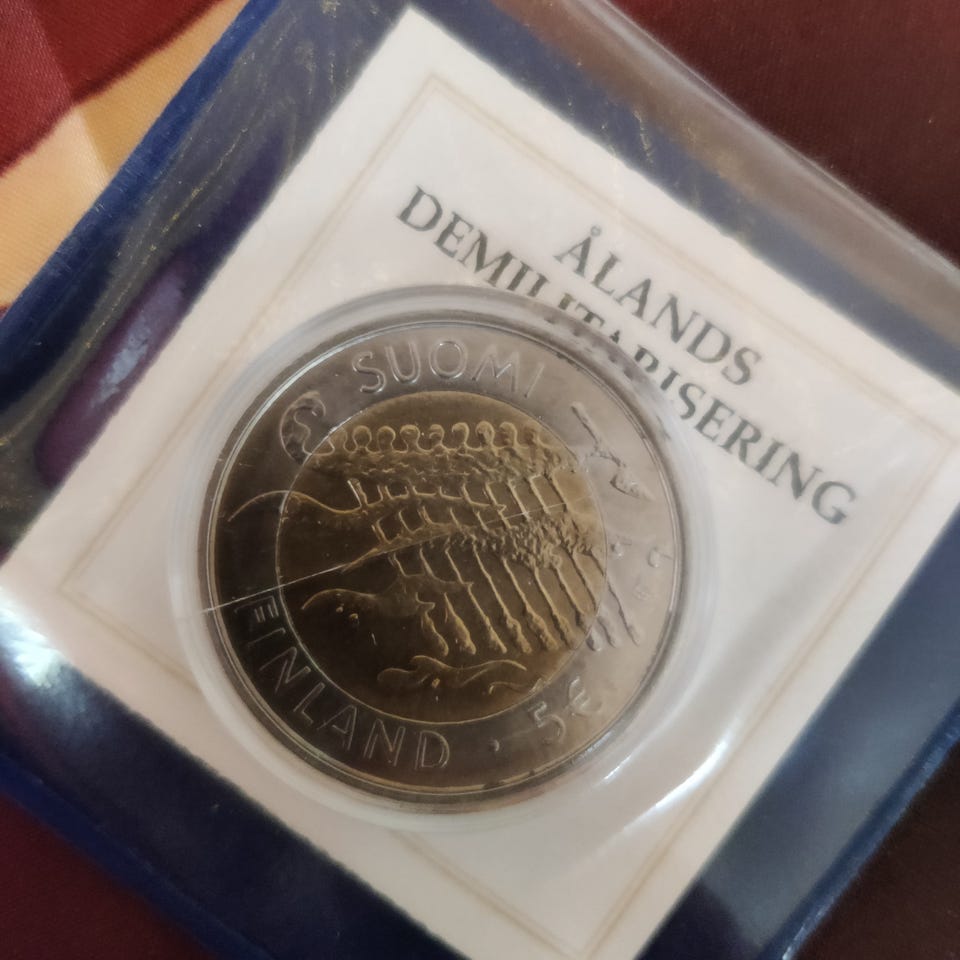 ÅLANDS
DEMILITARISERING
SUOMI
FINLAND · 5€